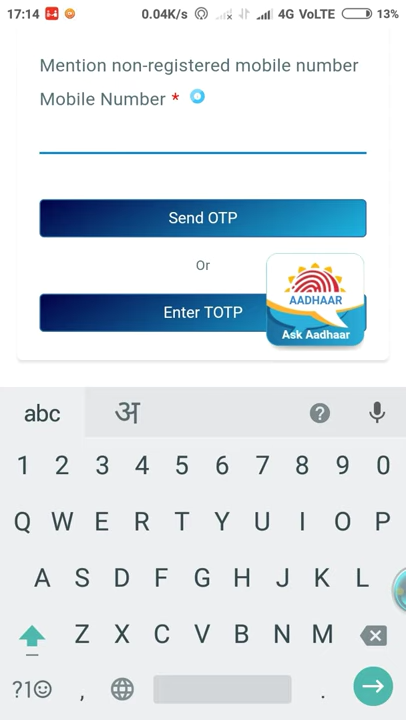 17:14 0.04K/s 4G VoLTE 13%
Mention non-registered mobile number
Mobile Number *
Send OTP
Or
Enter TOTP
AADHAAR
Ask Aadhaar
abc अ ?
1 2 3 4 5 6 7 8 9 0
Q W E R T Y U I O P
A S D F G H J K L
Z X C V B N M
?1☺ , .